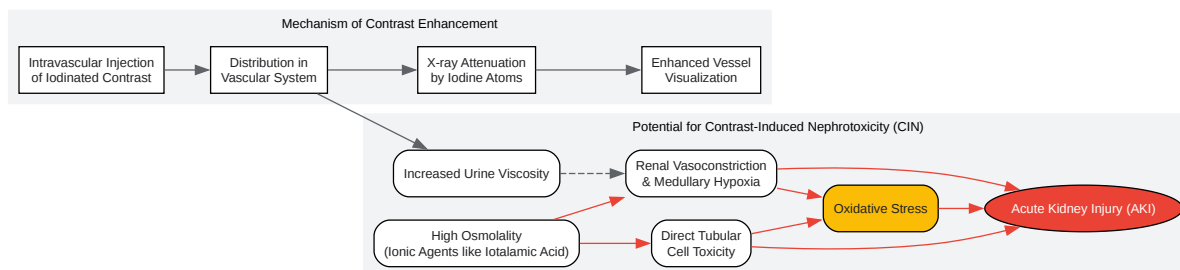 Mechanism of Contrast Enhancement
Intravascular Injection
of Iodinated Contrast
Distribution in
Vascular System
X-ray Attenuation
by Iodine Atoms
Enhanced Vessel
Visualization
Potential for Contrast-Induced Nephrotoxicity (CIN)
Increased Urine Viscosity
Renal Vasoconstriction
& Medullary Hypoxia
Oxidative Stress
Acute Kidney Injury (AKI)
High Osmolality
(Ionic Agents like Iotalamic Acid)
Direct Tubular
Cell Toxicity